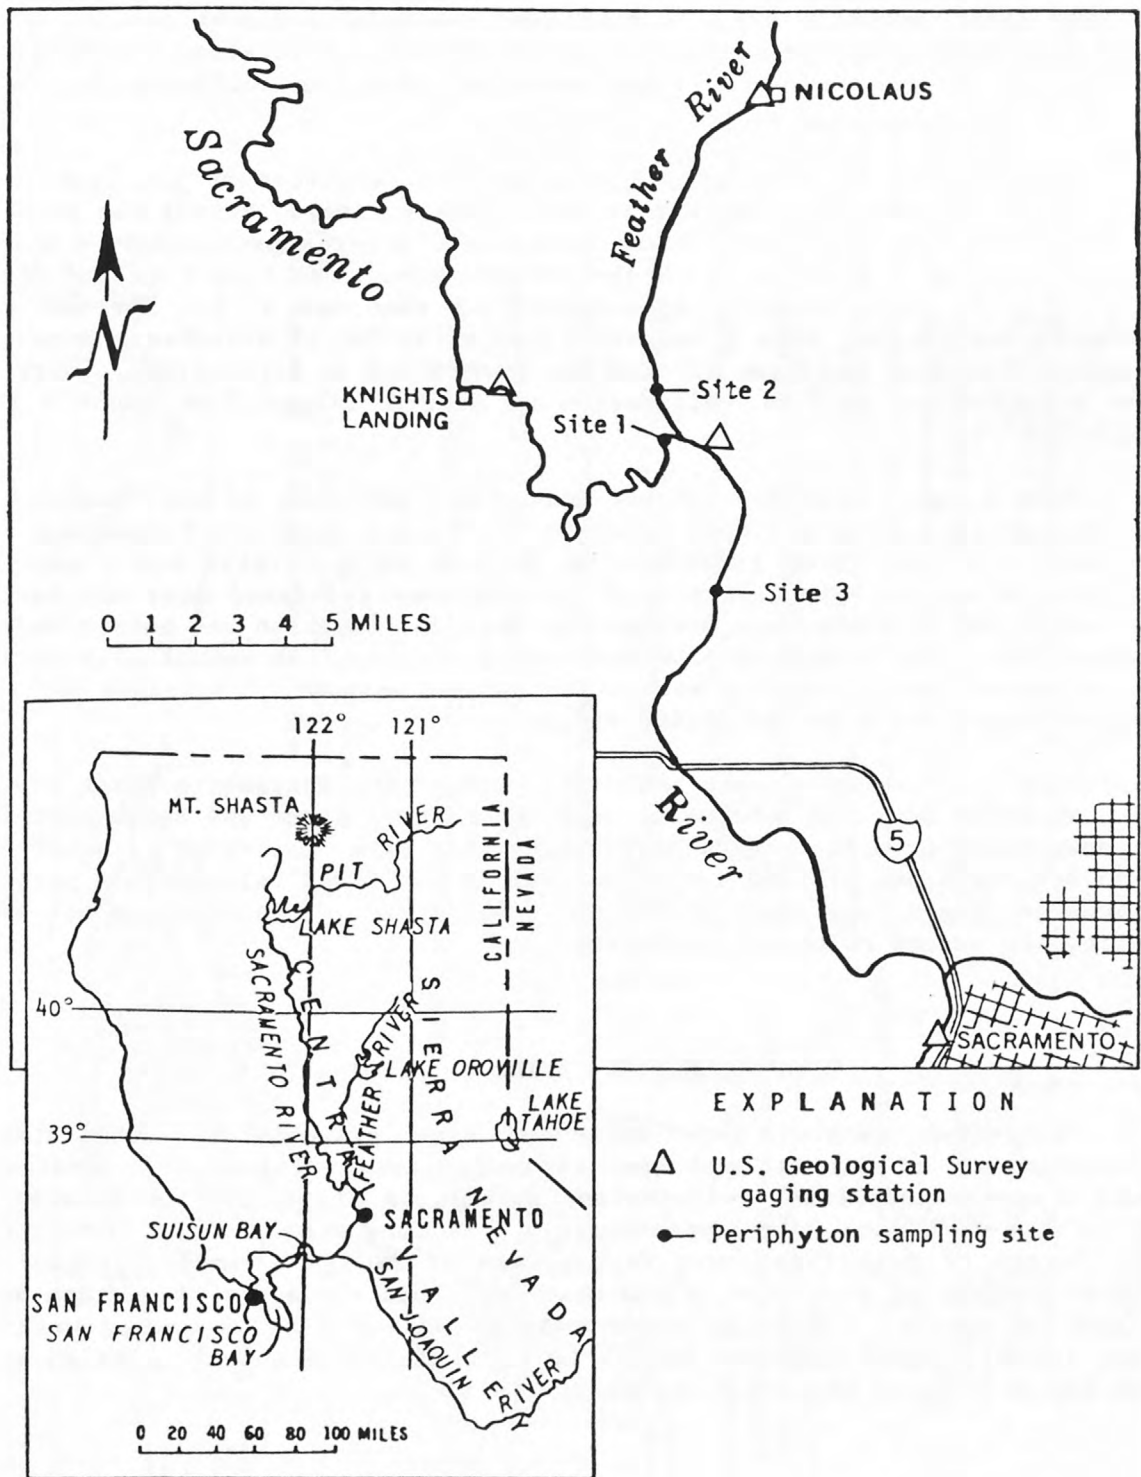 Feather River
NICOLAUS
Sacramento
Site 2
KNIGHTS
LANDING
Site 1
Site 3
0 1 2 3 4 5 MILES
River
5
SACRAMENTO
122° 121°
MT. SHASTA
PIT RIVER
CALIFORNIA
NEVADA
LAKE SHASTA
SACRAMENTO RIVER
CENTRAL VALLEY
SIERRA NEVADA
40°
FEATHER RIVER
LAKE OROVILLE
39°
LAKE
TAHOE
SACRAMENTO
SUISUN BAY
SAN FRANCISCO
SAN FRANCISCO
BAY
SAN JOAQUIN RIVER
0 20 40 60 80 100 MILES
EXPLANATION
U.S. Geological Survey
gaging station
Periphyton sampling site